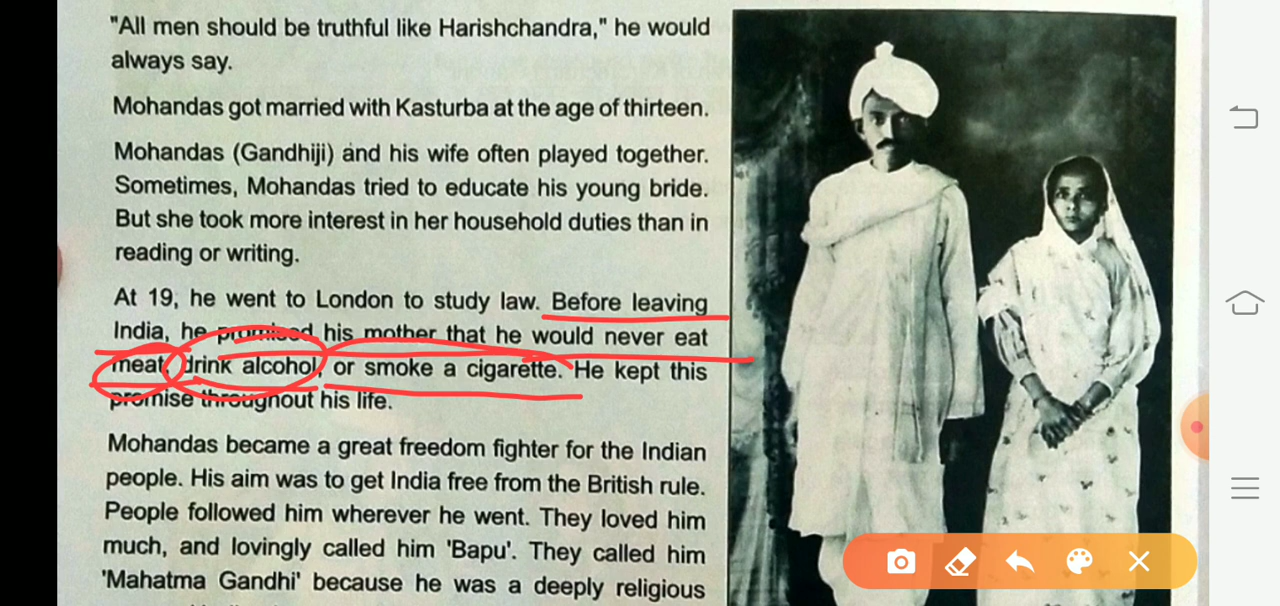 "All men should be truthful like Harishchandra," he would
always say.
Mohandas got married with Kasturba at the age of thirteen.
Mohandas (Gandhiji) and his wife often played together.
Sometimes, Mohandas tried to educate his young bride.
But she took more interest in her household duties than in
reading or writing.
At 19, he went to London to study law. Before leaving
India, he promised his mother that he would never eat
meat, drink alcohol, or smoke a cigarette. He kept this
promise throughout his life.
Mohandas became a great freedom fighter for the Indian
people. His aim was to get India free from the British rule.
People followed him wherever he went. They loved him
much, and lovingly called him 'Bapu'. They called him
'Mahatma Gandhi' because he was a deeply religious